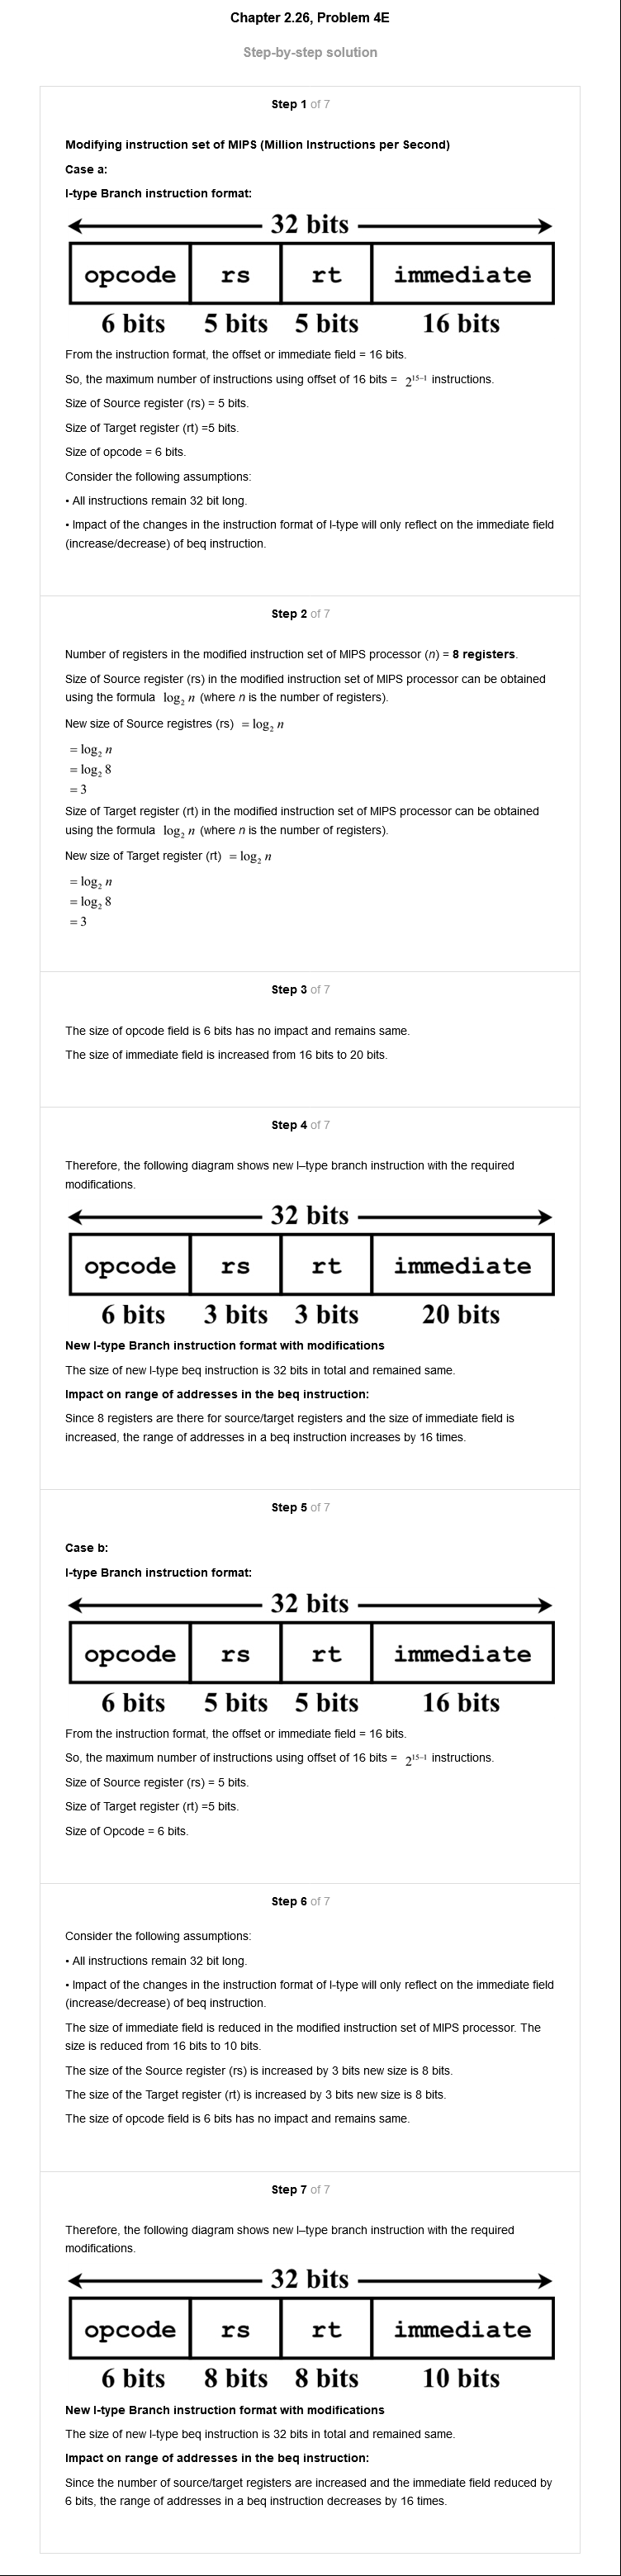 Chapter 2.26, Problem 4E
Step-by-step solution
Step 1 of 7
Modifying instruction set of MIPS (Million Instructions per Second)
Case a:
I-type Branch instruction format:
32 bits
opcode rs rt immediate
6 bits 5 bits 5 bits 16 bits
From the instruction format, the offset or immediate field = 16 bits.
So, the maximum number of instructions using offset of 16 bits = 2^{15-1} instructions.
Size of Source register (rs) = 5 bits.
Size of Target register (rt) =5 bits.
Size of opcode = 6 bits.
Consider the following assumptions:
• All instructions remain 32 bit long.
• Impact of the changes in the instruction format of I-type will only reflect on the immediate field
(increase/decrease) of beq instruction.
Step 2 of 7
Number of registers in the modified instruction set of MIPS processor (n) = 8 registers.
Size of Source register (rs) in the modified instruction set of MIPS processor can be obtained
using the formula log₂ n (where n is the number of registers).
New size of Source registres (rs) = log₂ n
= log₂ n
= log₂ 8
= 3
Size of Target register (rt) in the modified instruction set of MIPS processor can be obtained
using the formula log₂ n (where n is the number of registers).
New size of Target register (rt) = log₂ n
= log₂ n
= log₂ 8
= 3
Step 3 of 7
The size of opcode field is 6 bits has no impact and remains same.
The size of immediate field is increased from 16 bits to 20 bits.
Step 4 of 7
Therefore, the following diagram shows new I–type branch instruction with the required
modifications.
32 bits
opcode rs rt immediate
6 bits 3 bits 3 bits 20 bits
New I-type Branch instruction format with modifications
The size of new I-type beq instruction is 32 bits in total and remained same.
Impact on range of addresses in the beq instruction:
Since 8 registers are there for source/target registers and the size of immediate field is
increased, the range of addresses in a beq instruction increases by 16 times.
Step 5 of 7
Case b:
I-type Branch instruction format:
32 bits
opcode rs rt immediate
6 bits 5 bits 5 bits 16 bits
From the instruction format, the offset or immediate field = 16 bits.
So, the maximum number of instructions using offset of 16 bits = 2^{15-1} instructions.
Size of Source register (rs) = 5 bits.
Size of Target register (rt) =5 bits.
Size of Opcode = 6 bits.
Step 6 of 7
Consider the following assumptions:
• All instructions remain 32 bit long.
• Impact of the changes in the instruction format of I-type will only reflect on the immediate field
(increase/decrease) of beq instruction.
The size of immediate field is reduced in the modified instruction set of MIPS processor. The
size is reduced from 16 bits to 10 bits.
The size of the Source register (rs) is increased by 3 bits new size is 8 bits.
The size of the Target register (rt) is increased by 3 bits new size is 8 bits.
The size of opcode field is 6 bits has no impact and remains same.
Step 7 of 7
Therefore, the following diagram shows new I–type branch instruction with the required
modifications.
32 bits
opcode rs rt immediate
6 bits 8 bits 8 bits 10 bits
New I-type Branch instruction format with modifications
The size of new I-type beq instruction is 32 bits in total and remained same.
Impact on range of addresses in the beq instruction:
Since the number of source/target registers are increased and the immediate field reduced by
6 bits, the range of addresses in a beq instruction decreases by 16 times.